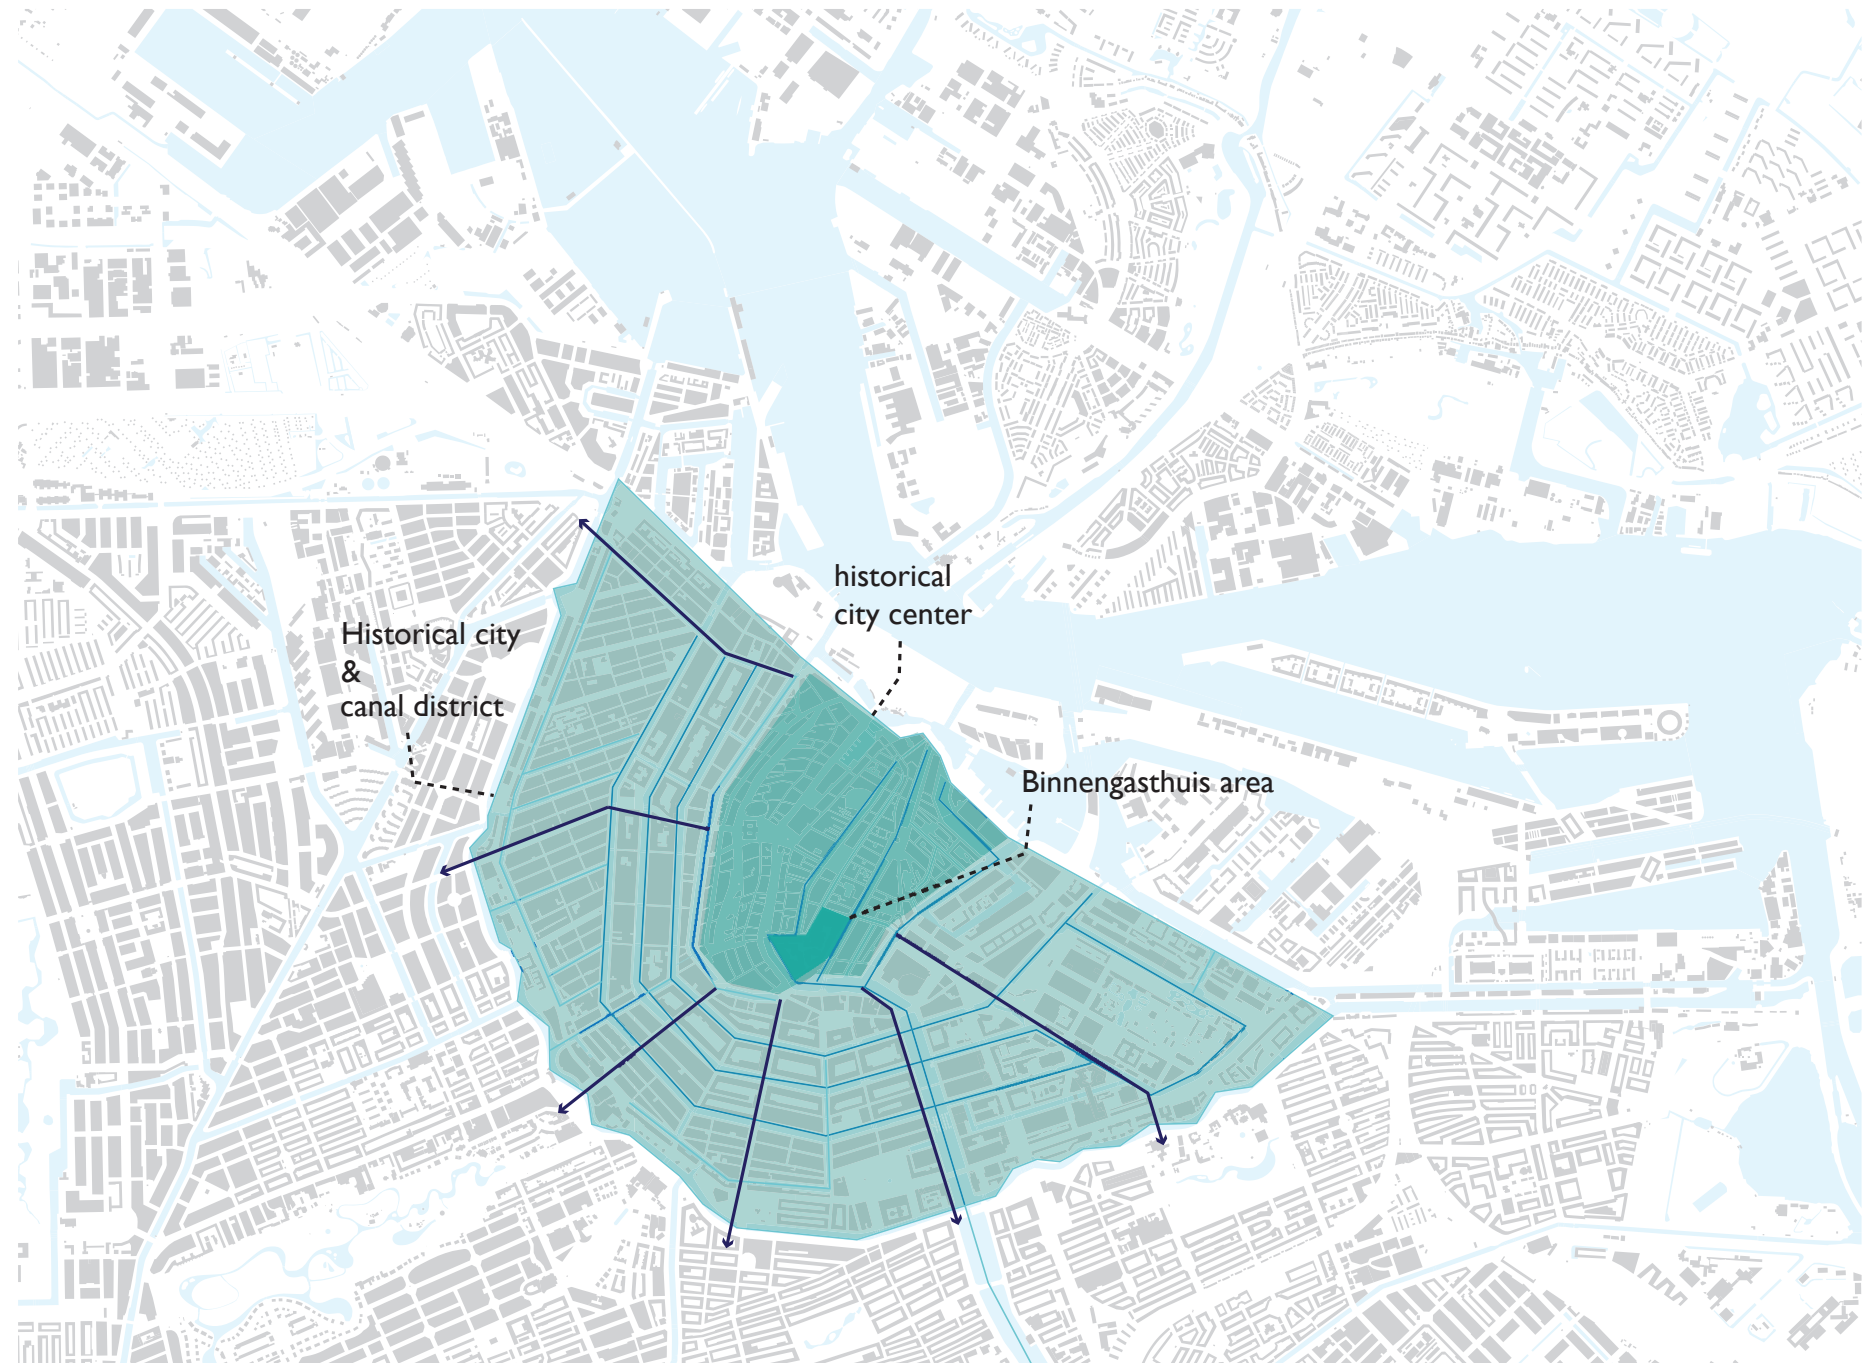 historical
city center
Historical city
&
canal district
Binnengasthuis area